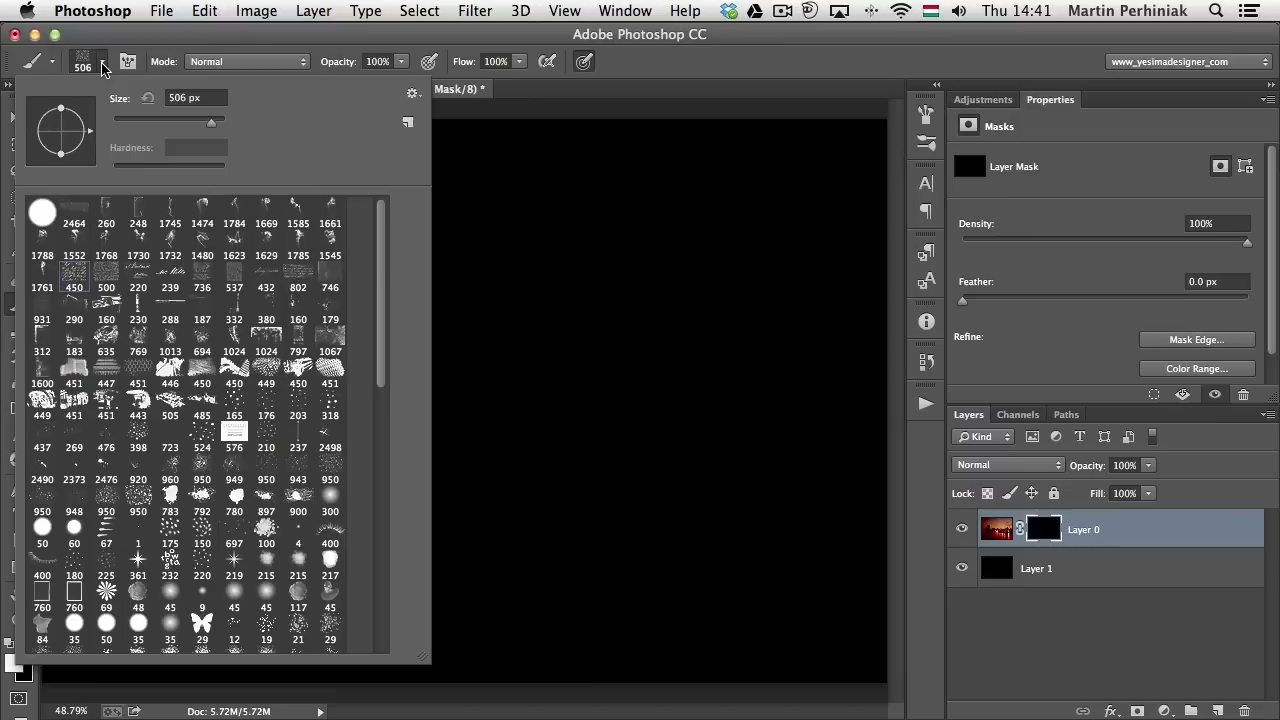 Photoshop File Edit Image Layer Type Select Filter 3D View Window Help Thu 14:41 Martin Perhiniak
Adobe Photoshop CC
506 Mode: Normal Opacity: 100% Flow: 100% www_yesimadesigner_com
Mask/8) *
Size: 506 px
Hardness:
2464 260 248 1745 1474 1784 1669 1585 1661
1788 1552 1768 1730 1732 1480 1623 1629 1785 1545
1761 450 500 220 239 736 537 432 802 746
931 290 160 230 288 187 332 380 160 179
312 183 635 769 1013 694 1024 1024 797 1067
1600 451 447 451 446 450 450 449 450 451
449 451 451 443 505 485 165 176 203 318
437 269 476 398 723 524 576 210 237 2498
2490 2373 2476 920 960 950 949 950 943 950
950 948 950 950 783 792 780 897 900 300
50 60 67 1 175 150 697 100 4 400
400 180 225 361 232 220 219 215 215 217
760 760 69 48 45 9 45 45 117 45
84 35 50 35 35 29 12 19 21 29
48.79% Doc: 5.72M/5.72M
Adjustments Properties
Masks
Layer Mask
Density: 100%
Feather: 0.0 px
Refine: Mask Edge...
Color Range...
Layers Channels Paths
Kind
Normal Opacity: 100%
Lock: Fill: 100%
Layer 0
Layer 1